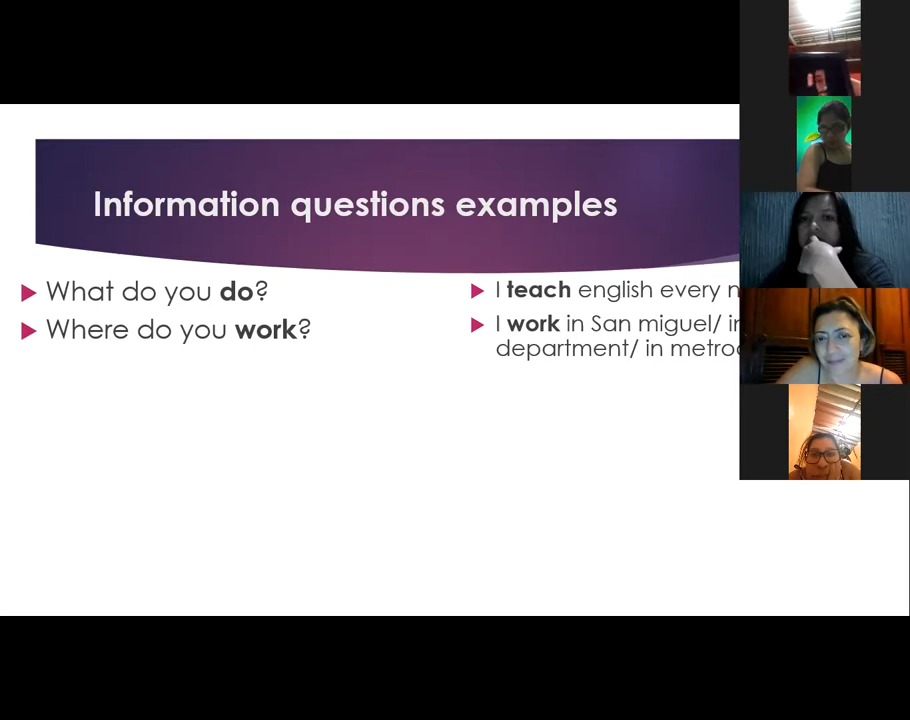 Information questions examples
What do you do?
Where do you work?
I teach english every
I work in San miguel/
department/ in